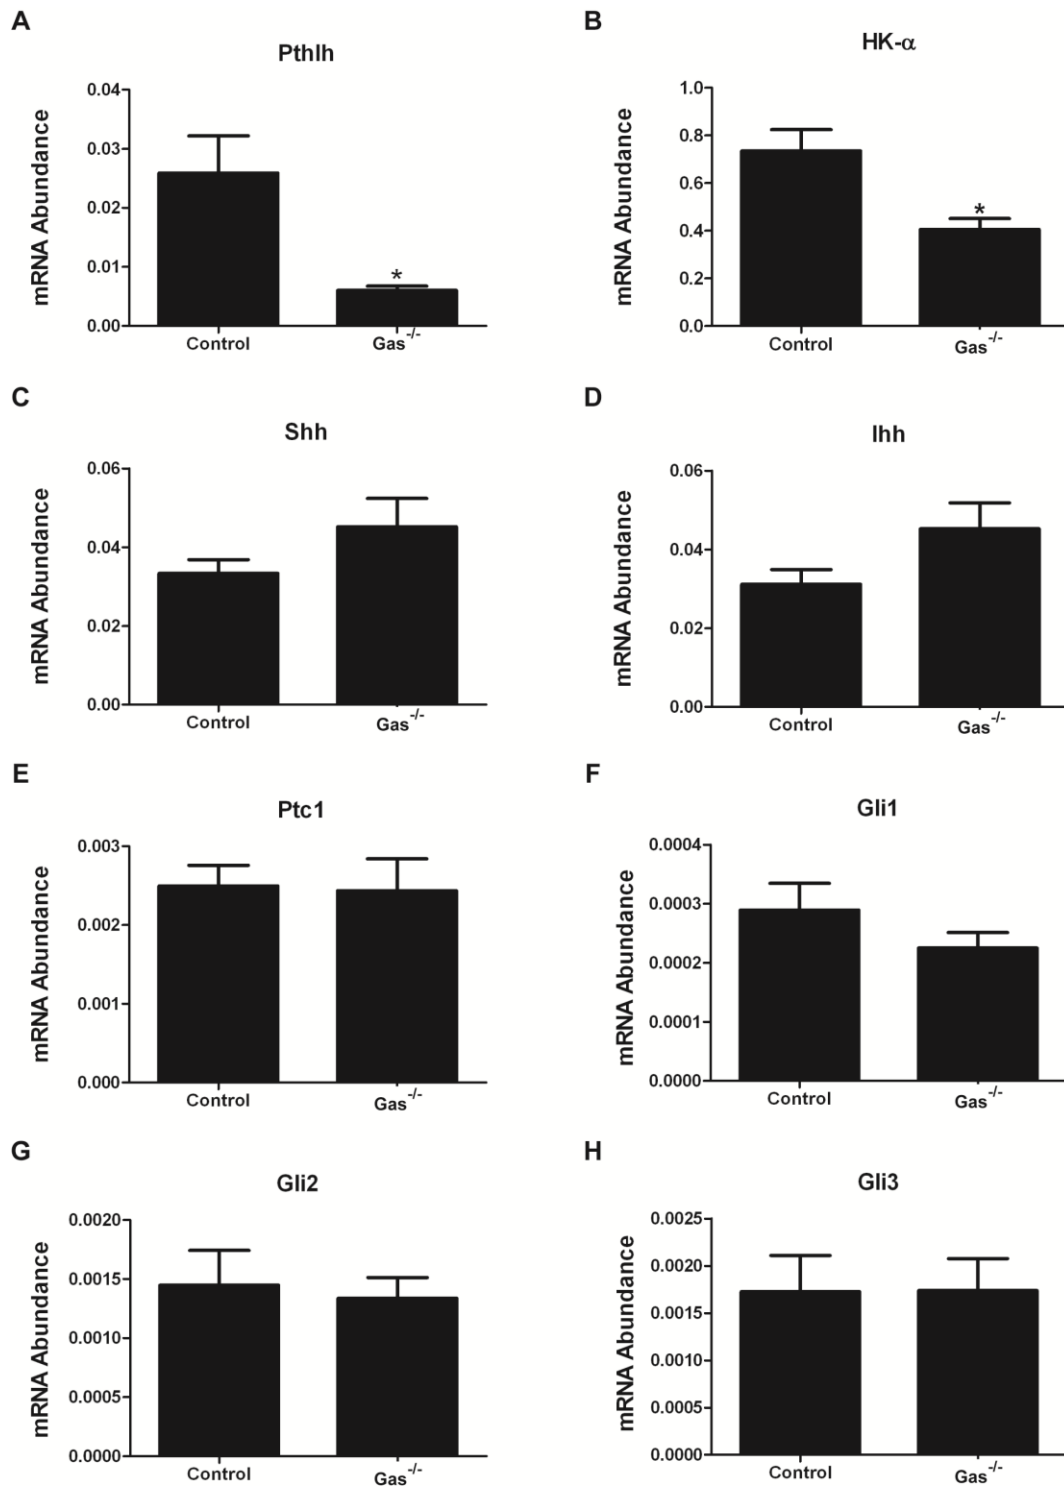 A
Pthlh
mRNA Abundance
0.04
0.03
0.02
0.01
0.00
*
Control
Gas-/-
B
HK-α
mRNA Abundance
1.0
0.8
0.6
0.4
0.2
0.0
*
Control
Gas-/-
C
Shh
mRNA Abundance
0.06
0.04
0.02
0.00
Control
Gas-/-
D
Ihh
mRNA Abundance
0.06
0.04
0.02
0.00
Control
Gas-/-
E
Ptc1
mRNA Abundance
0.003
0.002
0.001
0.000
Control
Gas-/-
F
Gli1
mRNA Abundance
0.0004
0.0003
0.0002
0.0001
0.0000
Control
Gas-/-
G
Gli2
mRNA Abundance
0.0020
0.0015
0.0010
0.0005
0.0000
Control
Gas-/-
H
Gli3
mRNA Abundance
0.0025
0.0020
0.0015
0.0010
0.0005
0.0000
Control
Gas-/-